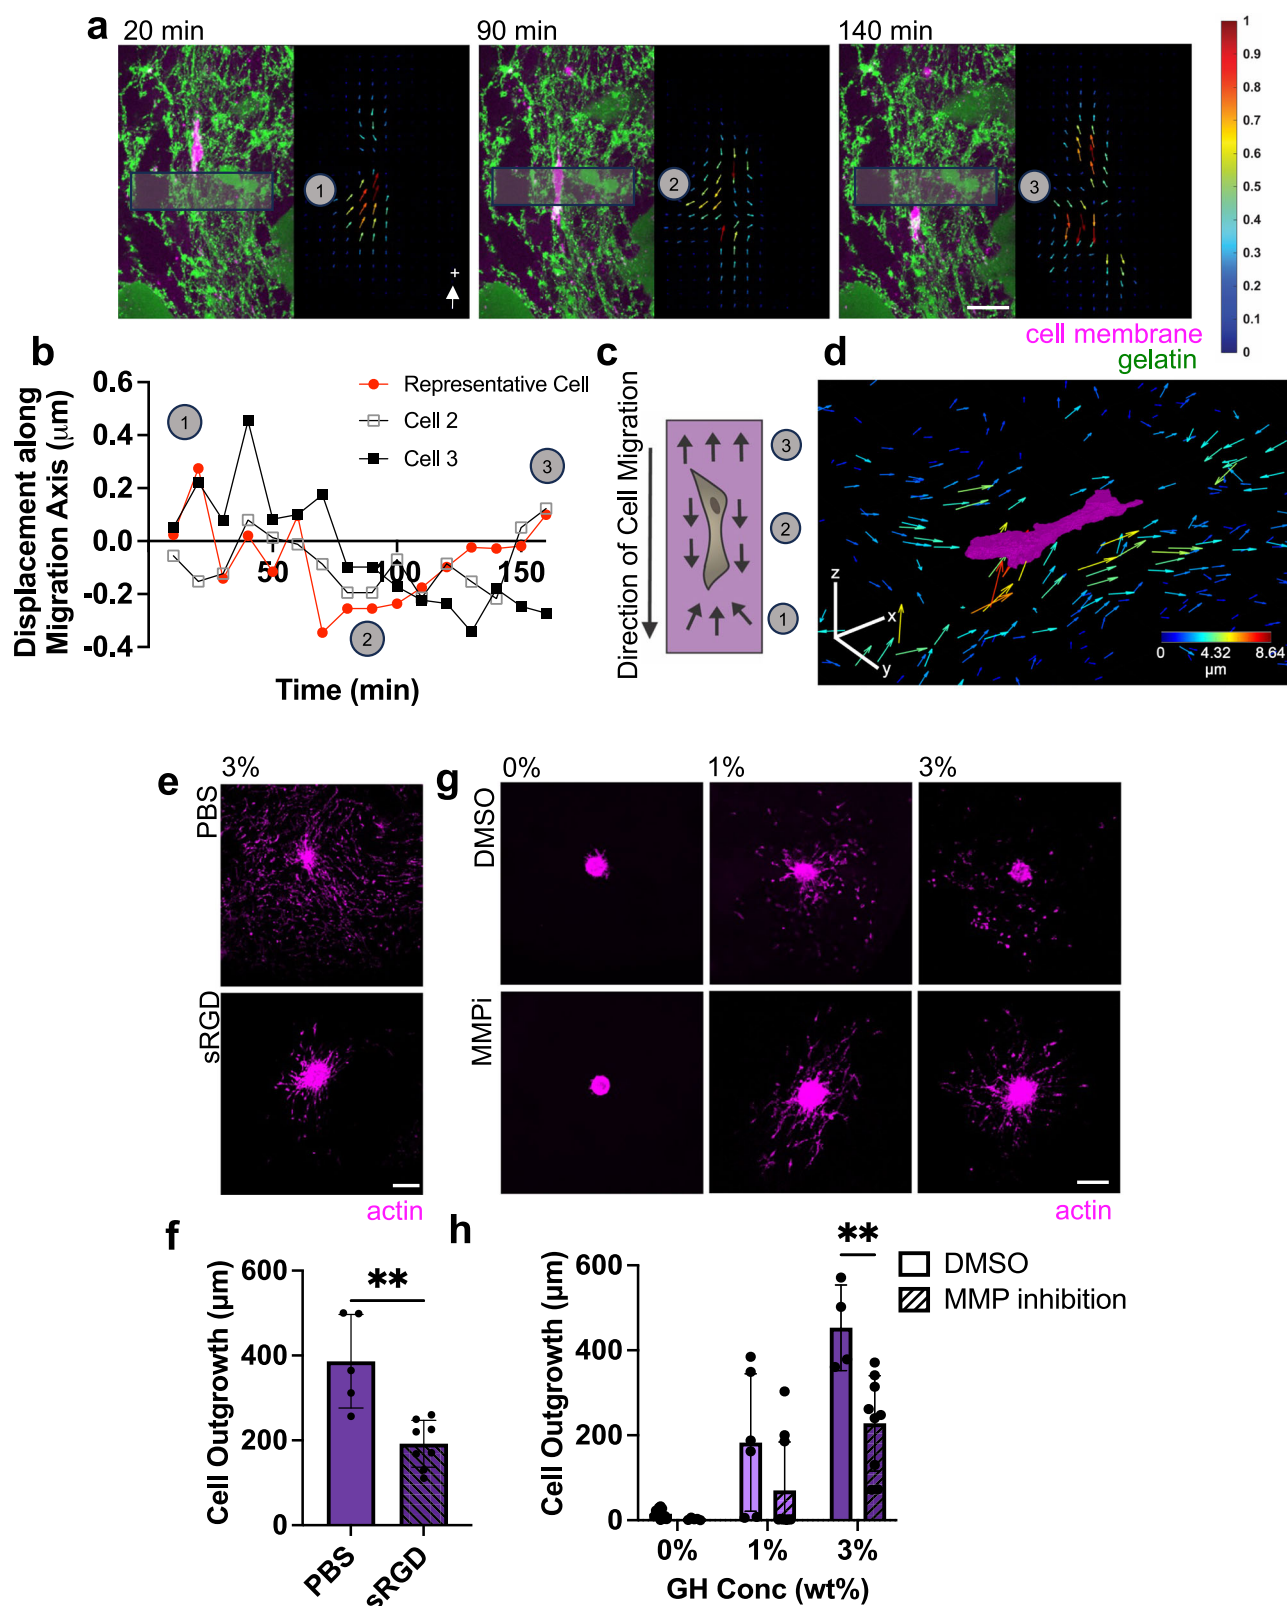 a
20 min
90 min
140 min
1
2
3
+
1
0.9
0.8
0.7
0.6
0.5
0.4
0.3
0.2
0.1
0
cell membrane
gelatin
b
Displacement along
Migration Axis (μm)
0.6
0.4
0.2
0.0
-0.2
-0.4
50
100
150
Time (min)
Representative Cell
Cell 2
Cell 3
1
2
3
c
Direction of Cell Migration
3
2
1
d
z
x
y
0 4.32 8.64
μm
e
3%
PBS
sRGD
actin
g
0%
1%
3%
DMSO
MMPi
actin
f
Cell Outgrowth (μm)
600
400
200
0
**
PBS
sRGD
h
Cell Outgrowth (μm)
600
400
200
0
**
DMSO
MMP inhibition
0% 1% 3%
GH Conc (wt%)